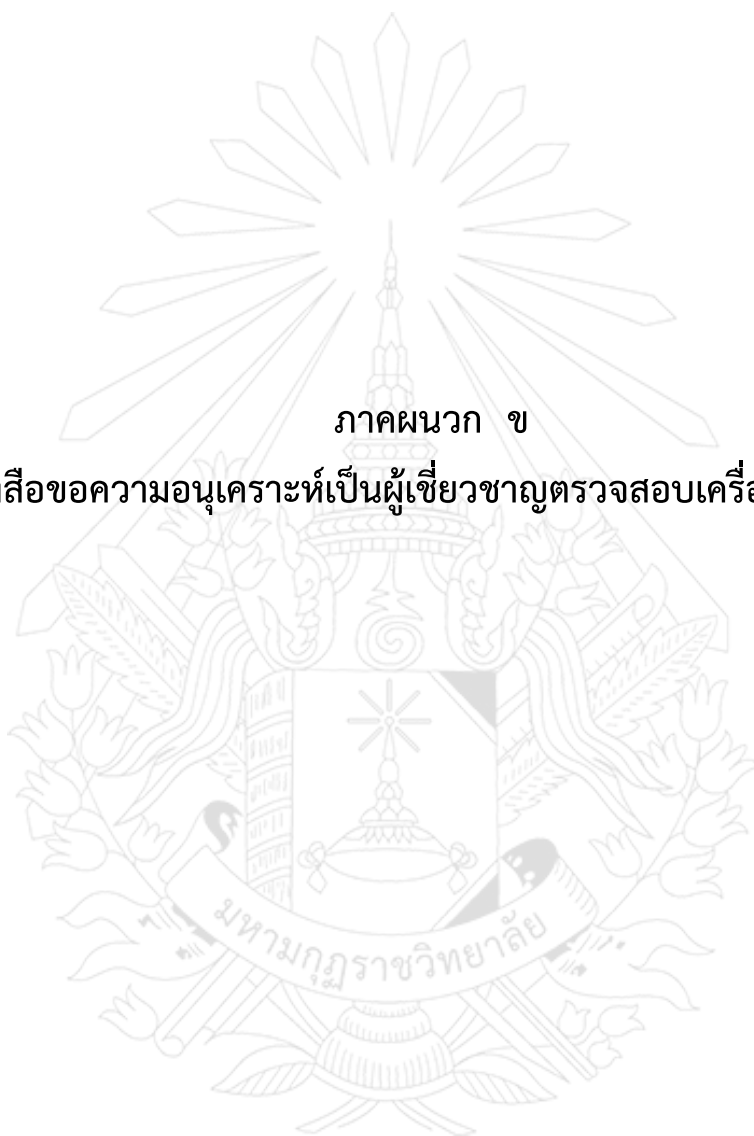 ภาคผนวก ข
สือขอความอนุเคราะห์เป็นผู้เชี่ยวชาญตรวจสอบเครื่อ
มหามกุฏราชวิทยาลัย